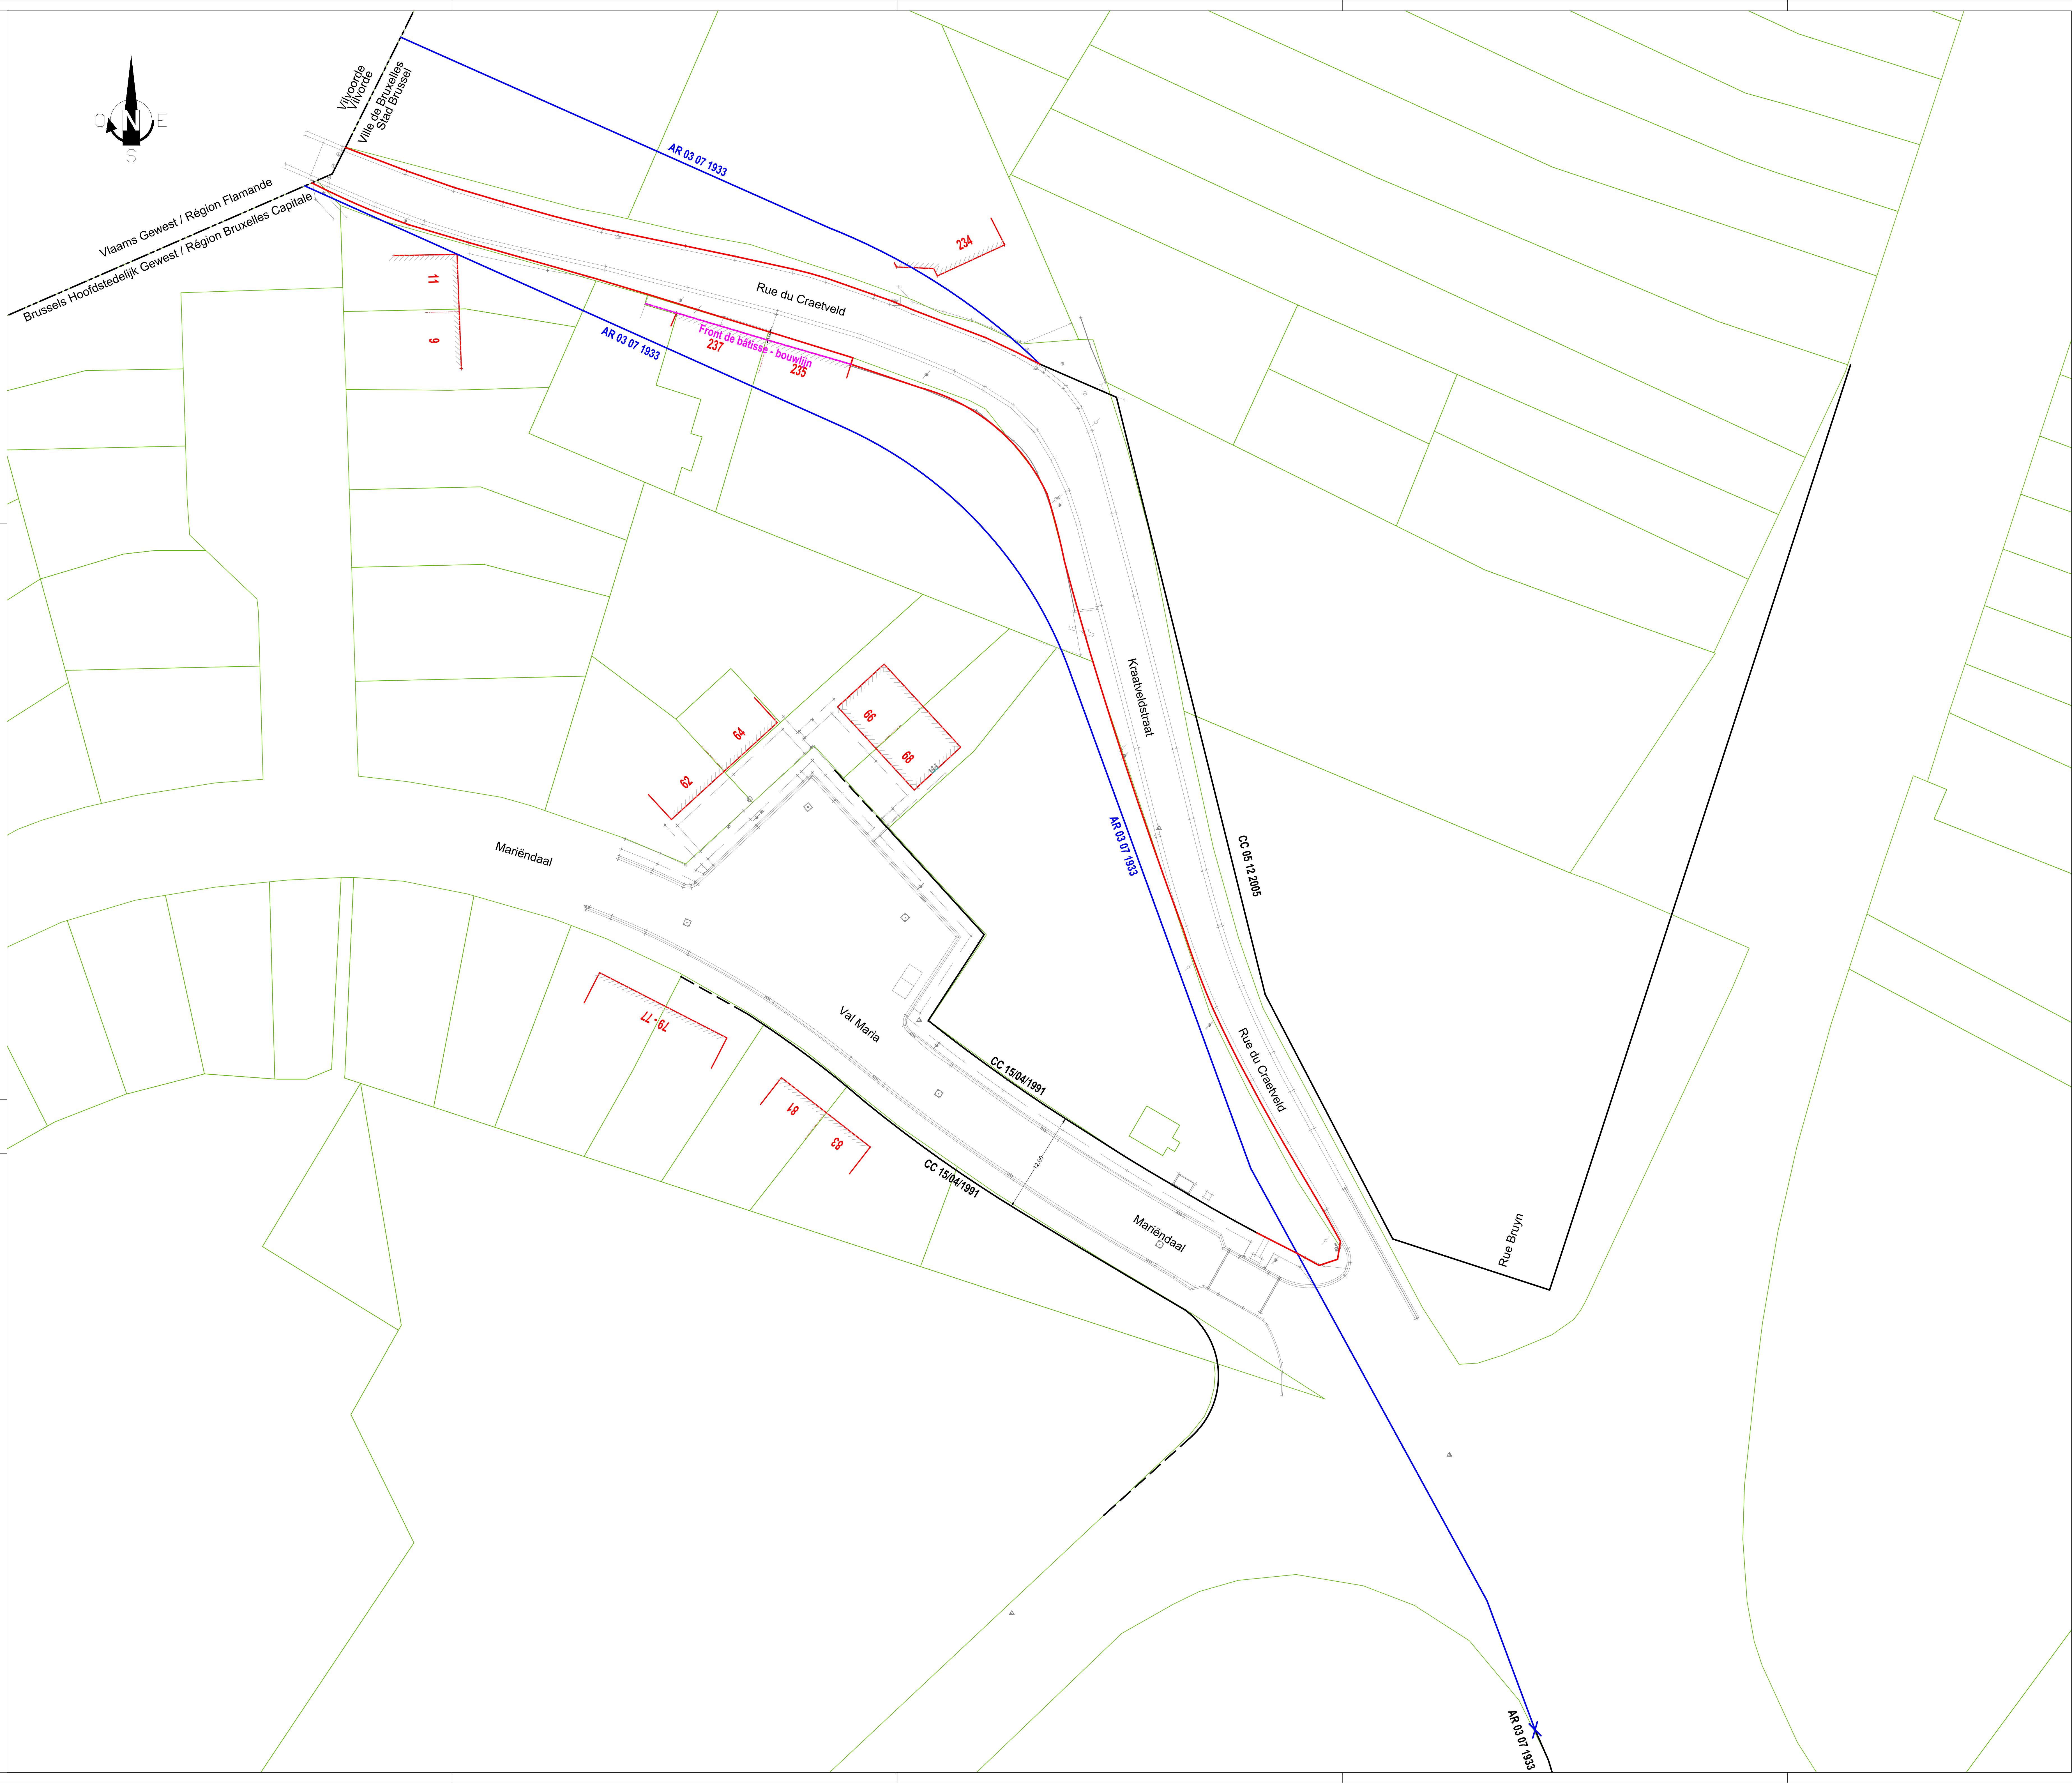 Vilvoorde
Vilvorde
Ville de Bruxelles
Stad Brussel
O N E
S
AR 03 07 1933
Vlaams Gewest / Région Flamande
Brussels Hoofdstedelijk Gewest / Région Bruxelles Capitale
234
11
9
Rue du Craetveld
AR 03 07 1933
Front de bâtisse - bouwlijn
237
235
Kraatveldstraat
66
68
64
62
AR 03 07 1933
CC 05 12 2005
Mariëndaal
79 - 77
Val Maria
CC 15/04/1991
Rue du Craetveld
81
83
CC 15/04/1991
12.00
Mariëndaal
Rue Bruyn
AR 03 07 1933